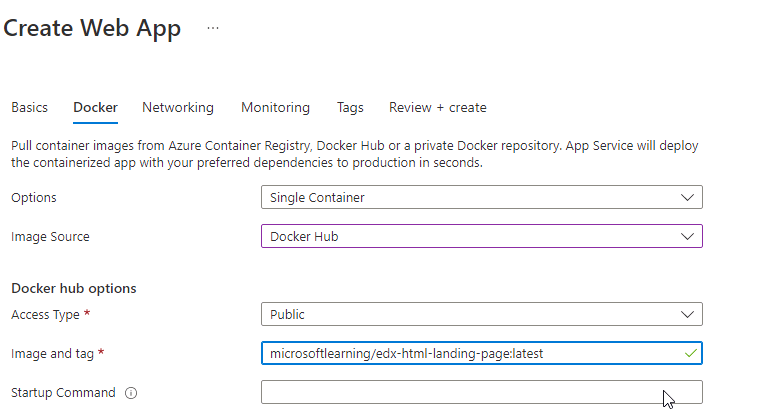 Create Web App ...
Basics Docker Networking Monitoring Tags Review + create
Pull container images from Azure Container Registry, Docker Hub or a private Docker repository. App Service will deploy
the containerized app with your preferred dependencies to production in seconds.
Options Single Container
Image Source Docker Hub
Docker hub options
Access Type * Public
Image and tag * microsoftlearning/edx-html-landing-page:latest
Startup Command